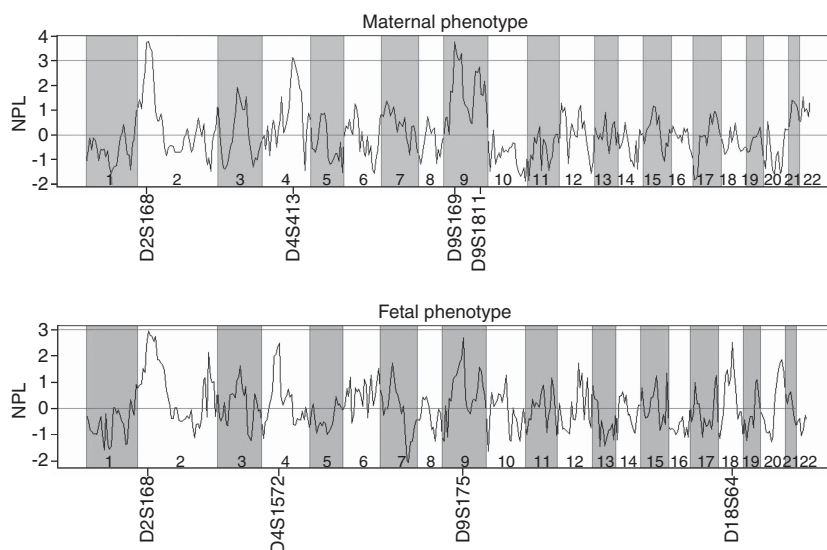 Maternal phenotype
4
3
2
1
0
-1
-2
NPL
1 2 3 4 5 6 7 8 9 10 11 12 13 14 15 16 17 18 19 20 21 22
D2S168 D4S413 D9S169 D9S1811
Fetal phenotype
3
2
1
0
-1
-2
NPL
1 2 3 4 5 6 7 8 9 10 11 12 13 14 15 16 17 18 19 20 21 22
D2S168 D4S1572 D9S175 D18S64